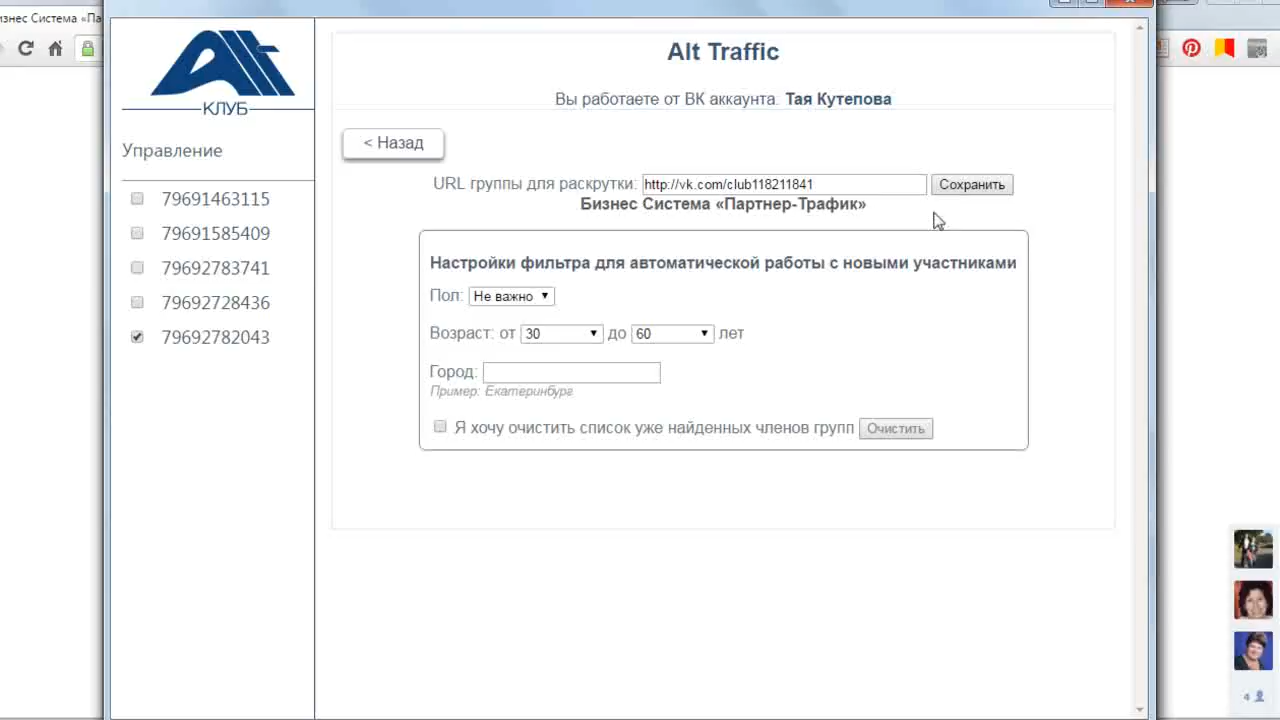 изнес Система «Па
Alt
КЛУБ
Управление
79691463115
79691585409
79692783741
79692728436
79692782043
Alt Traffic
Вы работаете от ВК аккаунта: Тая Кутепова
< Назад
URL группы для раскрутки: http://vk.com/club118211841 Сохранить
Бизнес Система «Партнер-Трафик»
Настройки фильтра для автоматической работы с новыми участниками
Пол: Не важно
Возраст: от 30 до 60 лет
Город:
Пример: Екатеринбург
Я хочу очистить список уже найденных членов групп Очистить
4